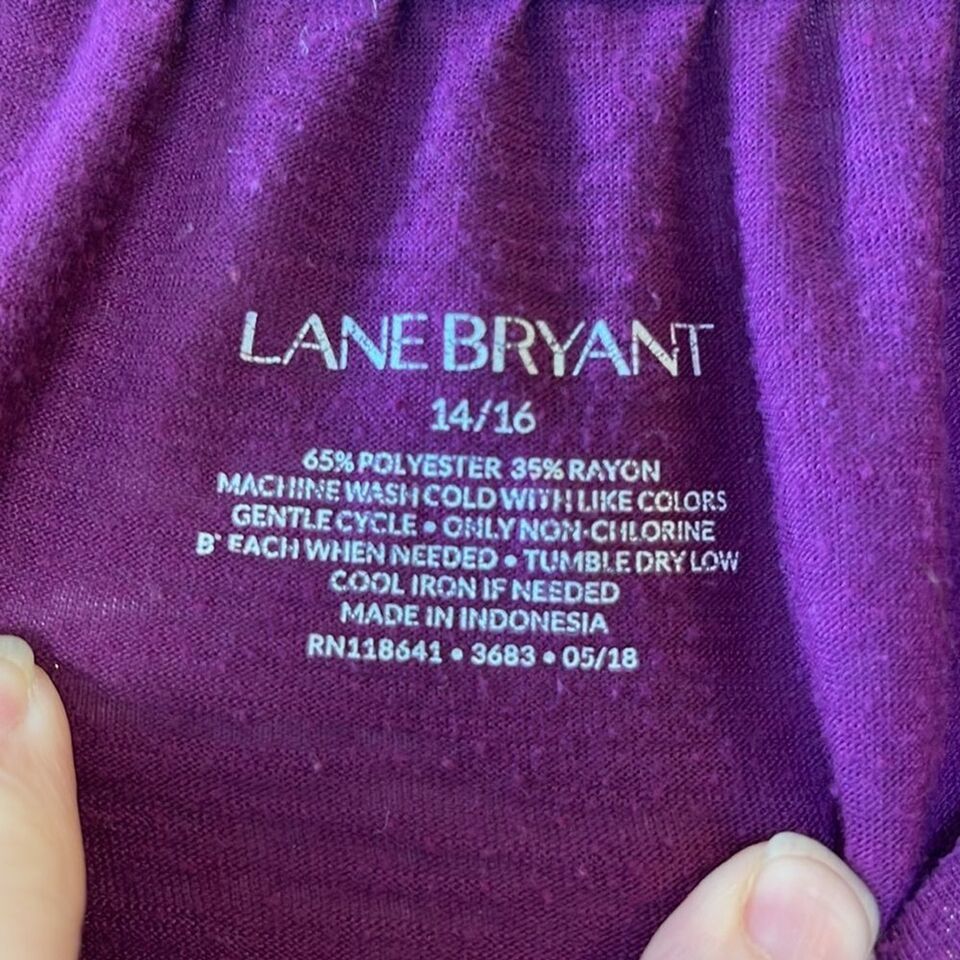 LANE BRYANT
14/16
65% POLYESTER 35% RAYON
MACHINE WASH COLD WITH LIKE COLORS
GENTLE CYCLE • ONLY NON-CHLORINE
BLEACH WHEN NEEDED • TUMBLE DRY LOW
COOL IRON IF NEEDED
MADE IN INDONESIA
RN118641 • 3683 • 05/18